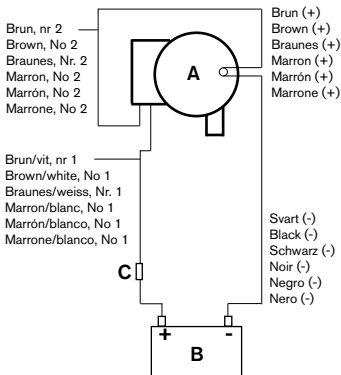 Brun, nr 2
Brown, No 2
Braunes, Nr. 2
Marron, No 2
Marrón, No 2
Marrone, No 2
Brun (+)
Brown (+)
Braunes (+)
Marron (+)
Marrón (+)
Marrone (+)
A
Brun/vit, nr 1
Brown/white, No 1
Braunes/weiss, Nr. 1
Marron/blanc, No 1
Marrón/blanco, No 1
Marrone/blanco, No 1
Svart (-)
Black (-)
Schwarz (-)
Noir (-)
Negro (-)
Nero (-)
C
+ -
B